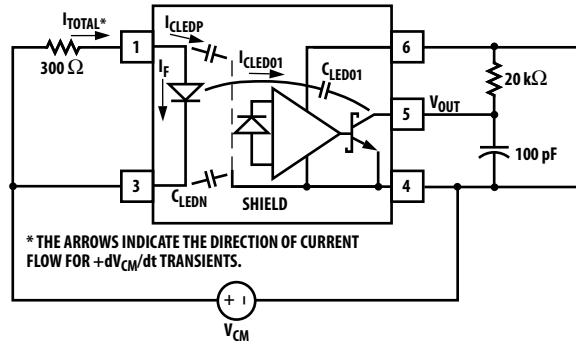 I_TOTAL*
300 Ω
1
I_CLEDP
I_F
I_CLED01
C_LED01
6
20 kΩ
5
V_OUT
100 pF
3
C_LEDN
SHIELD
4
* THE ARROWS INDICATE THE DIRECTION OF CURRENT
FLOW FOR +dV_CM/dt TRANSIENTS.
+ –
V_CM